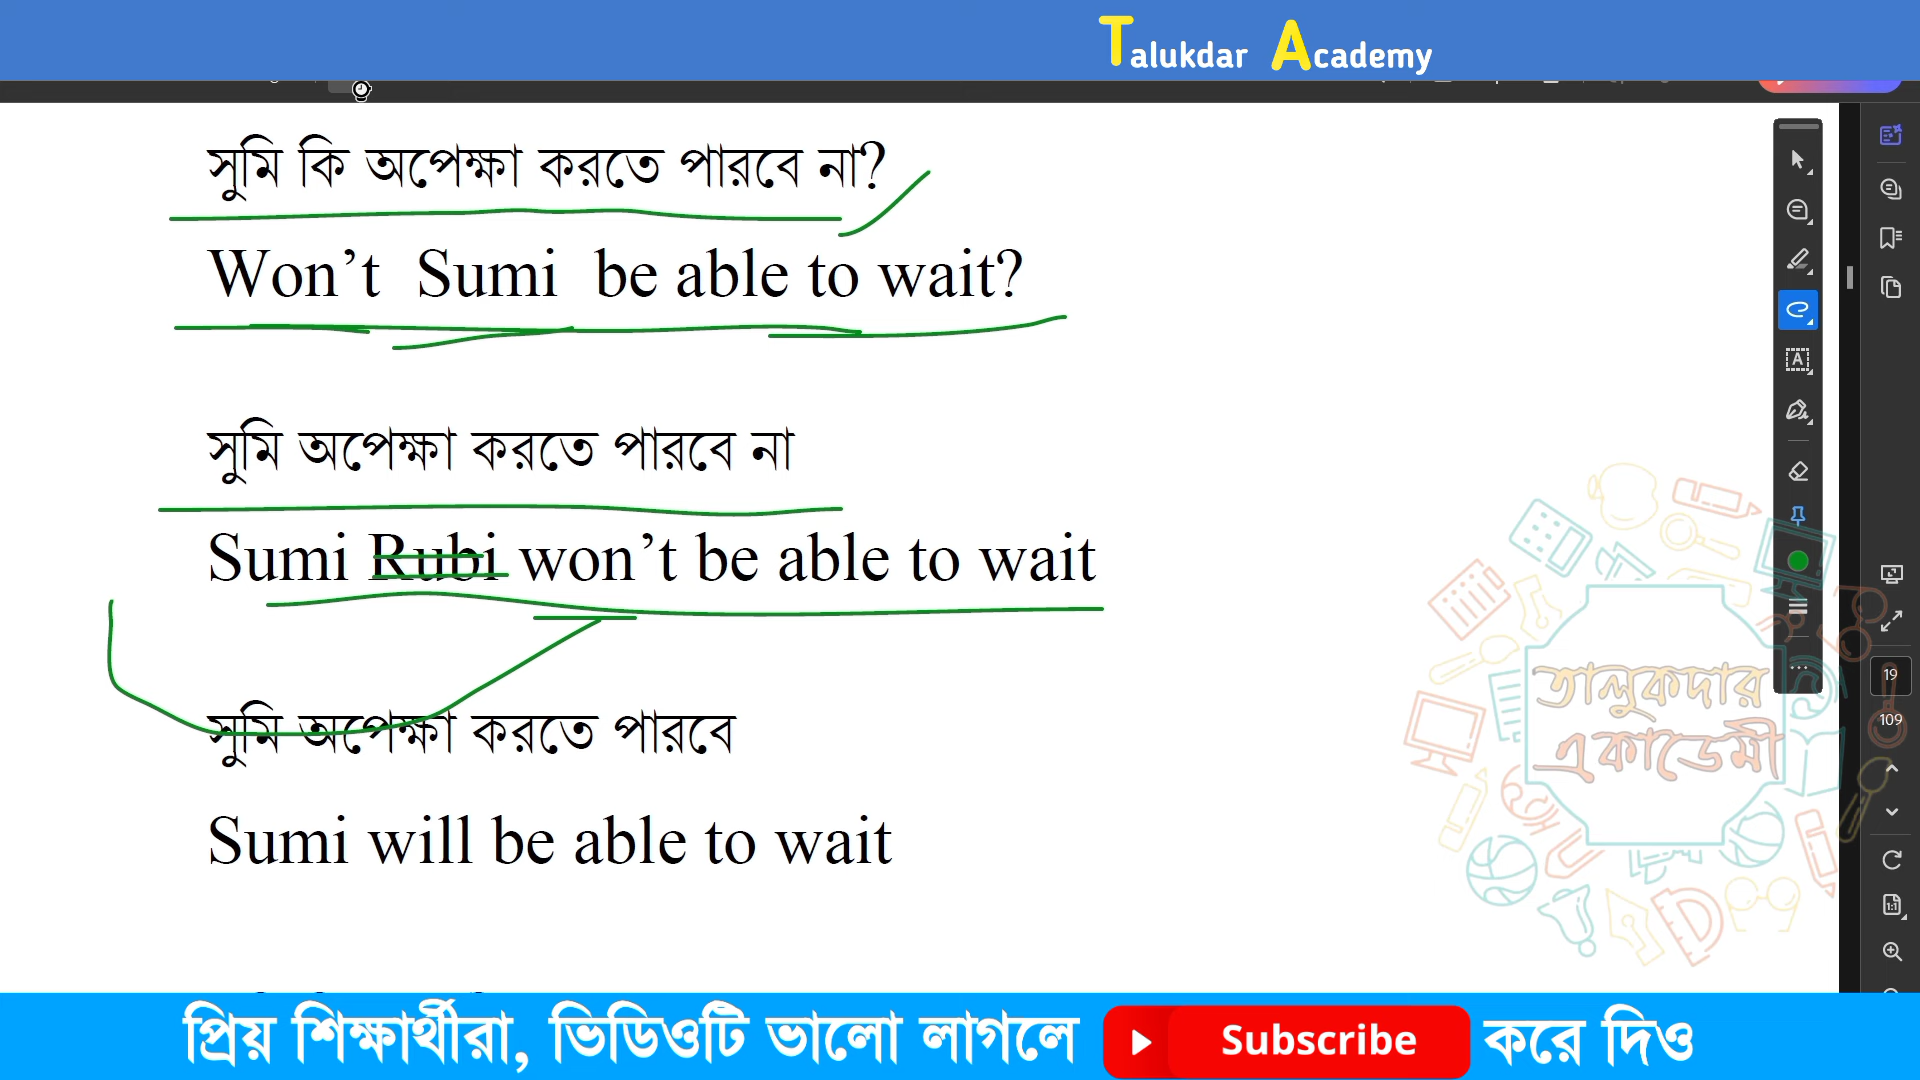 Talukdar Academy
সুমি কি অপেক্ষা করতে পারবে না?
Won’t Sumi be able to wait?
সুমি অপেক্ষা করতে পারবে না
Sumi Rubi won’t be able to wait
সুমি অপেক্ষা করতে পারবে
Sumi will be able to wait
তালুকদার
একাডেমী
19
109
প্রিয় শিক্ষার্থীরা, ভিডিওটি ভালো লাগলে Subscribe করে দিও